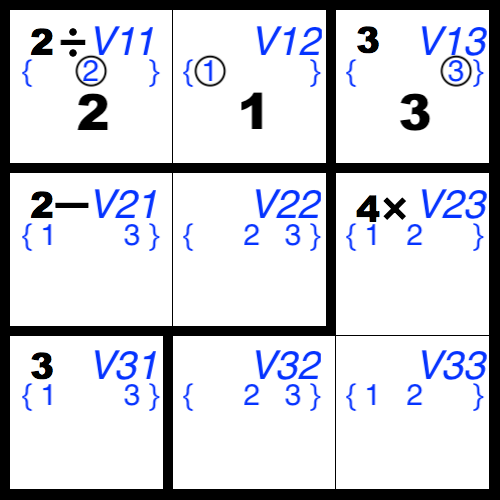 2÷ V11 V12 3 V13
{ 2 } { 1 } { 3 }
2 1 3
2− V21 V22 4× V23
{ 1 3 } { 2 3 } { 1 2 }
3 V31 V32 V33
{ 1 3 } { 2 3 } { 1 2 }